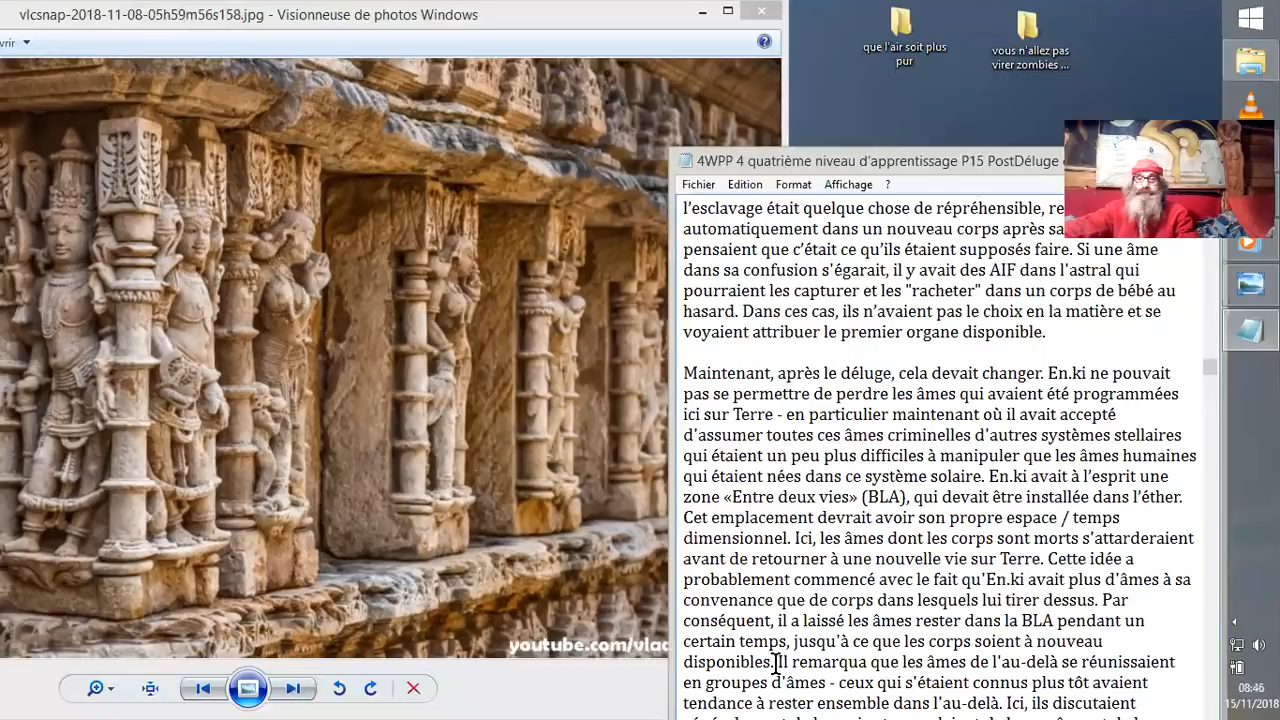 vlcsnap-2018-11-08-05h59m56s158.jpg - Visionneuse de photos Windows
vrir
que l'air soit plus
pur
vous n'allez pas
virer zombies ...
4WPP 4 quatrième niveau d'apprentissage P15 PostDéluge
Fichier Edition Format Affichage ?
l’esclavage était quelque chose de répréhensible,
automatiquement dans un nouveau corps après
pensaient que c’était ce qu’ils étaient supposés faire. Si une âme
dans sa confusion s'égarait, il y avait des AIF dans l'astral qui
pourraient les capturer et les "racheter" dans un corps de bébé au
hasard. Dans ces cas, ils n’avaient pas le choix en la matière et se
voyaient attribuer le premier organe disponible.
Maintenant, après le déluge, cela devait changer. En.ki ne pouvait
pas se permettre de perdre les âmes qui avaient été programmées
ici sur Terre - en particulier maintenant où il avait accepté
d'assumer toutes ces âmes criminelles d'autres systèmes stellaires
qui étaient un peu plus difficiles à manipuler que les âmes humaines
qui étaient nées dans ce système solaire. En.ki avait à l’esprit une
zone «Entre deux vies» (BLA), qui devait être installée dans l’éther.
Cet emplacement devrait avoir son propre espace / temps
dimensionnel. Ici, les âmes dont les corps sont morts s'attarderaient
avant de retourner à une nouvelle vie sur Terre. Cette idée a
probablement commencé avec le fait qu'En.ki avait plus d'âmes à sa
convenance que de corps dans lesquels lui tirer dessus. Par
conséquent, il a laissé les âmes rester dans la BLA pendant un
certain temps, jusqu'à ce que les corps soient à nouveau
disponibles. Il remarqua que les âmes de l'au-delà se réunissaient
en groupes d'âmes - ceux qui s'étaient connus plus tôt avaient
tendance à rester ensemble dans l'au-delà. Ici, ils discutaient
youtube.com/vlad
08:46
15/11/2018